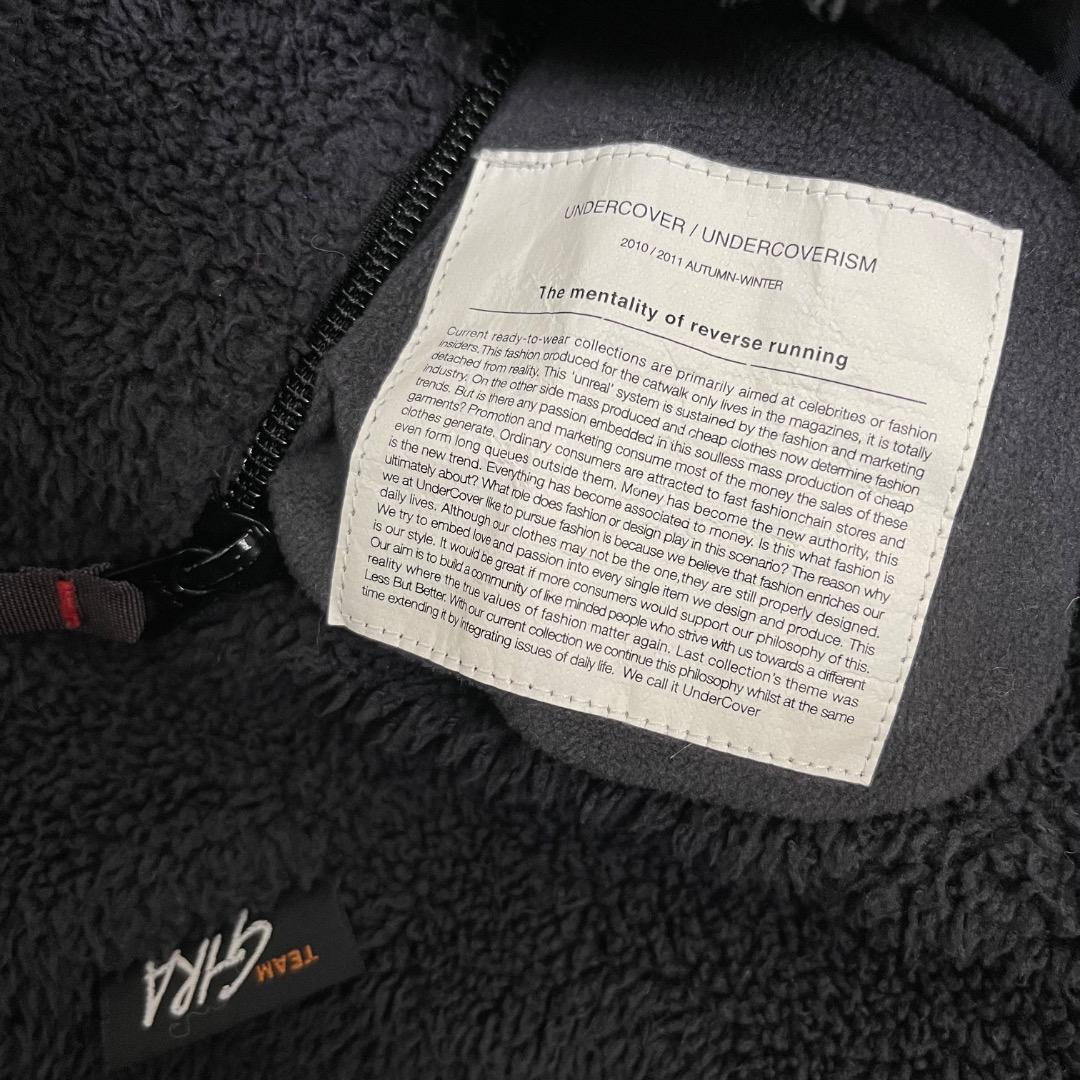 UNDERCOVER / UNDERCOVERISM
2010 / 2011 AUTUMN-WINTER
The mentality of reverse running
Current ready-to-wear collections are primarily aimed at celebrities or fashion
insiders. This fashion produced for the catwalk only lives in the magazines, it is totally
detached from reality. This 'unreal' system is sustained by the fashion and marketing
industry. On the other side mass produced and cheap clothes now determine fashion
trends. But is there any passion embedded in this soulless mass production of cheap
garments? Promotion and marketing consume most of the money the sales of these
clothes generate. Ordinary consumers are attracted to fast fashionchain stores and
even form long queues outside them. Money has become the new authority, this
is the new trend. Everything has become associated to money. Is this what fashion is
ultimately about? What role does fashion or design play in this scenario? The reason why
we at UnderCover like to pursue fashion is because we believe that fashion enriches our
daily lives. Although our clothes may not be the one, they are still properly designed.
We try to embed love and passion into every single item we design and produce. This
is our style. It would be great if more consumers would support our philosophy of this.
Our aim is to build a community of like minded people who strive with us towards a different
reality where the true values of fashion matter again. Last collection's theme was
Less But Better. With our current collection we continue this philosophy whilst at the same
time extending it by integrating issues of daily life. We call it UnderCover
TEAM
GIRA